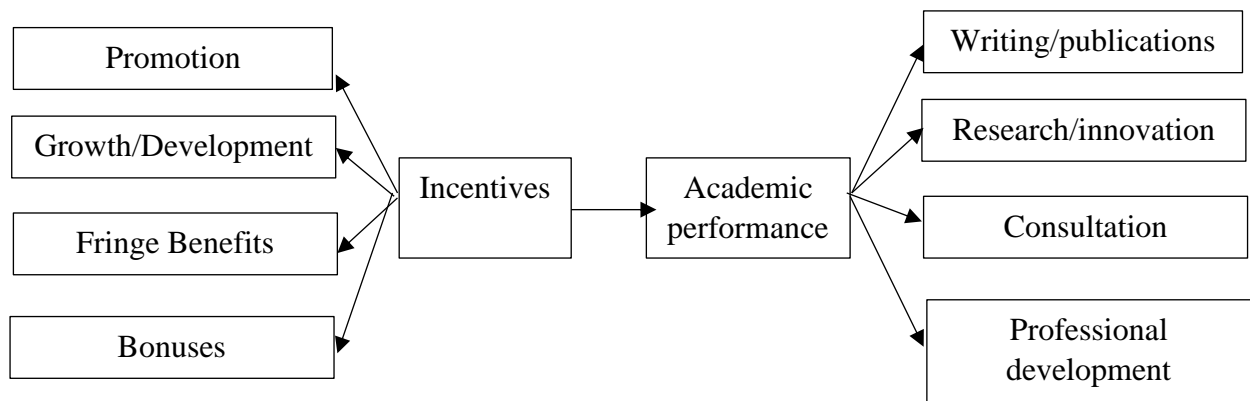 Promotion
Growth/Development
Fringe Benefits
Bonuses
Incentives
Academic
performance
Writing/publications
Research/innovation
Consultation
Professional
development